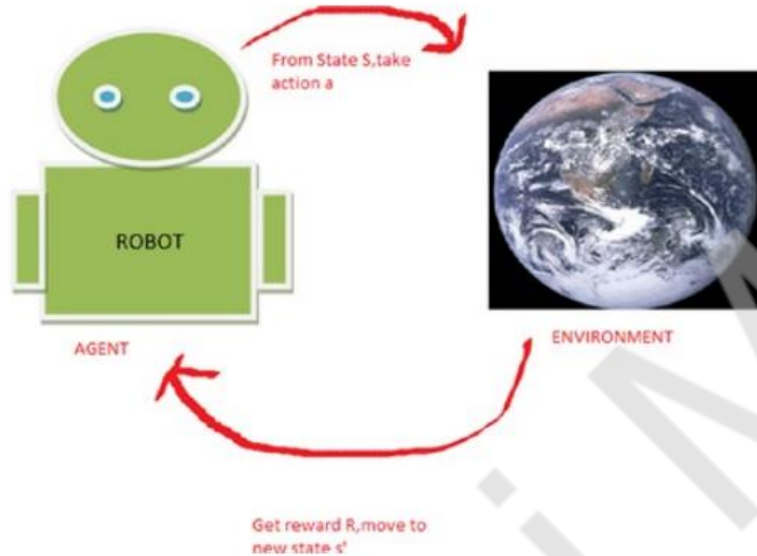 From State S,take
action a
ROBOT
AGENT
ENVIRONMENT
Get reward R,move to
new state s'